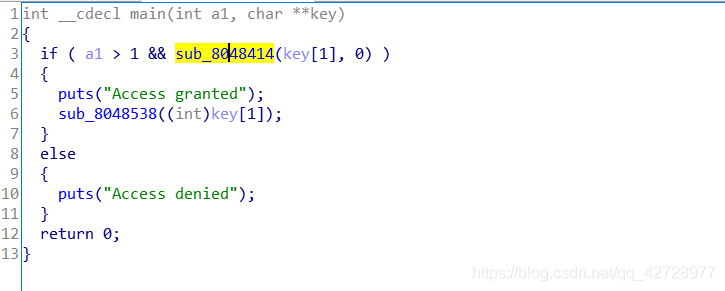 1 int __cdecl main(int a1, char **key)
2 {
3   if ( a1 > 1 && sub_8048414(key[1], 0) )
4   {
5     puts("Access granted");
6     sub_8048538((int)key[1]);
7   }
8   else
9   {
10     puts("Access denied");
11   }
12   return 0;
13 }
https://blog.csdn.net/qq_42728977